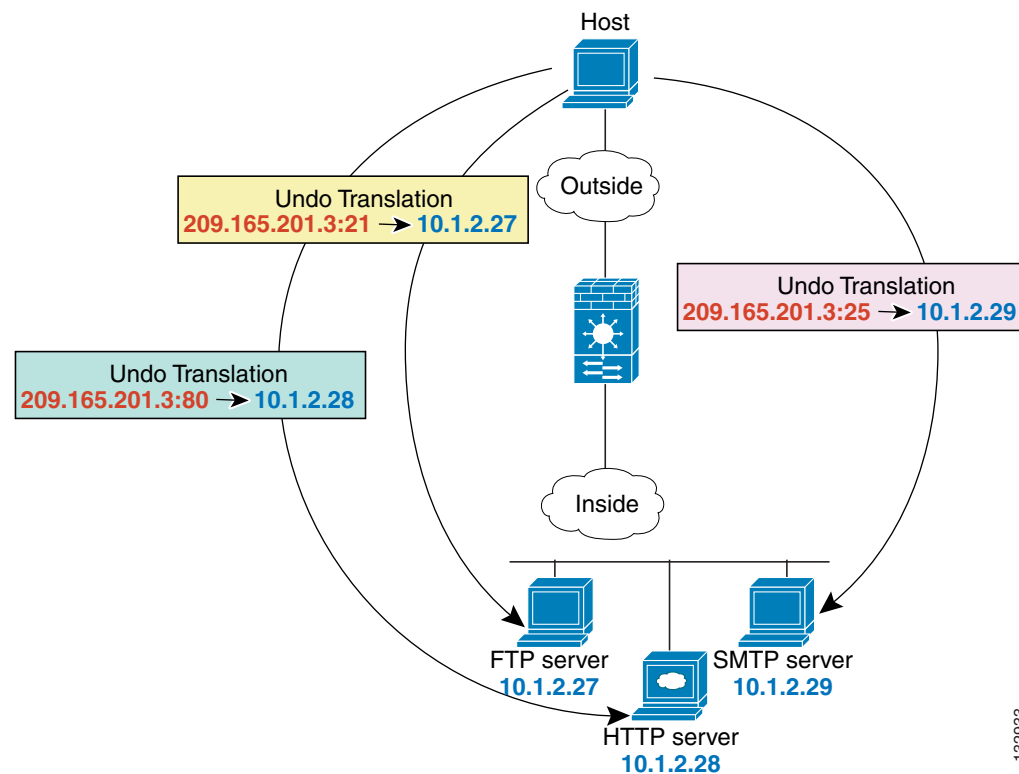 Host
Outside
Undo Translation
209.165.201.3:21 → 10.1.2.27
Undo Translation
209.165.201.3:25 → 10.1.2.29
Undo Translation
209.165.201.3:80 → 10.1.2.28
Inside
FTP server
10.1.2.27
SMTP server
10.1.2.29
HTTP server
10.1.2.28